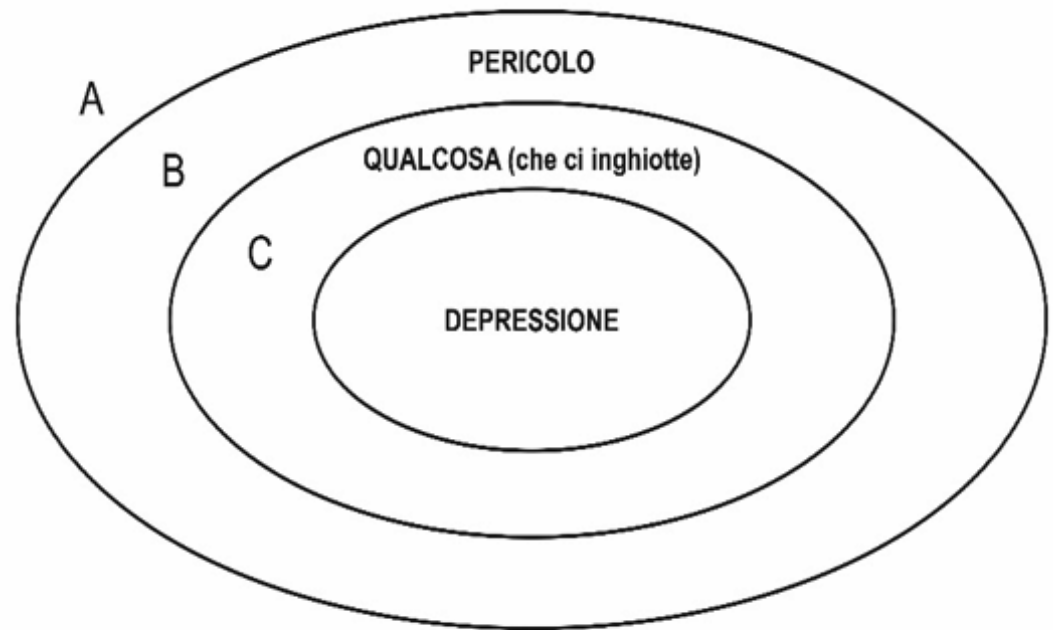 PERICOLO
A
B
QUALCOSA (che ci inghiotte)
C
DEPRESSIONE